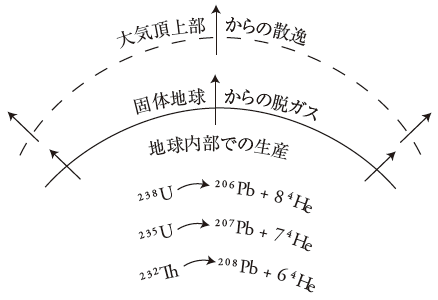 大気頂上部からの散逸
固体地球からの脱ガス
地球内部での生産
²³⁸U → ²⁰⁶Pb + 8 ⁴He
²³⁵U → ²⁰⁷Pb + 7 ⁴He
²³²Th → ²⁰⁸Pb + 6 ⁴He